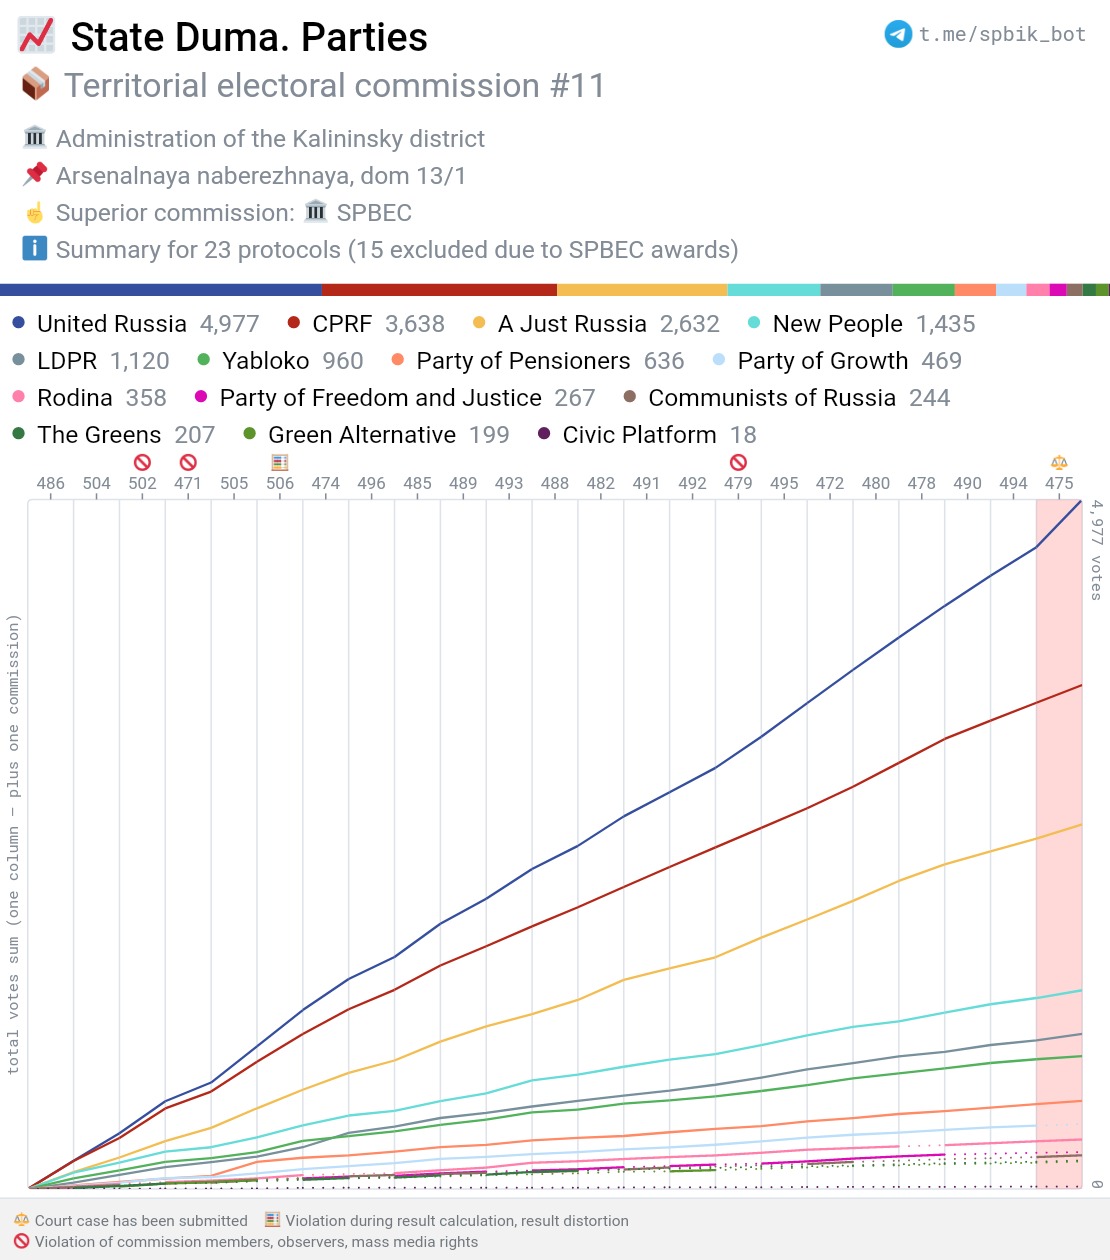 State Duma. Parties
t.me/spbik_bot
Territorial electoral commission #11
Administration of the Kalininsky district
Arsenalnaya naberezhnaya, dom 13/1
Superior commission: SPBEC
Summary for 23 protocols (15 excluded due to SPBEC awards)
United Russia 4,977 CPRF 3,638 A Just Russia 2,632 New People 1,435
LDPR 1,120 Yabloko 960 Party of Pensioners 636 Party of Growth 469
Rodina 358 Party of Freedom and Justice 267 Communists of Russia 244
The Greens 207 Green Alternative 199 Civic Platform 18
486 504 502 471 505 506 474 496 485 489 493 488 482 491 492 479 495 472 480 478 490 494 475
4,977 votes
total votes sum (one column – plus one commission)
0
Court case has been submitted Violation during result calculation, result distortion
Violation of commission members, observers, mass media rights